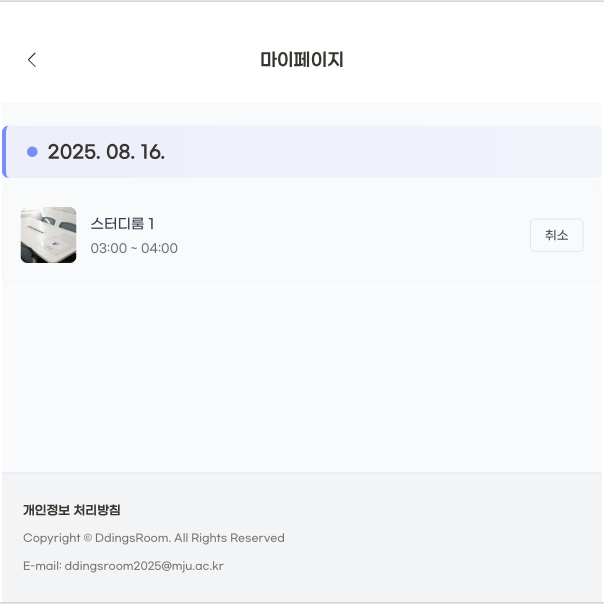 마이페이지
2025. 08. 16.
스터디룸 1
03:00 ~ 04:00
취소
개인정보 처리방침
Copyright © DdingsRoom. All Rights Reserved
E-mail: ddingsroom2025@mju.ac.kr